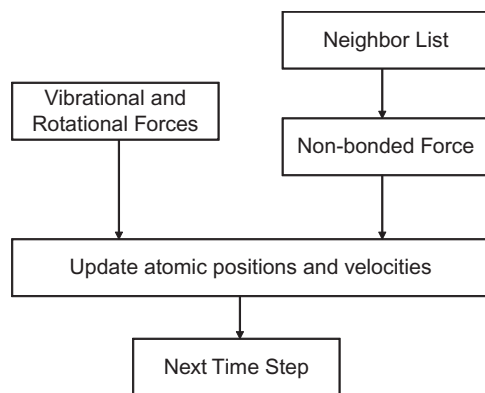 Neighbor List
Vibrational and
Rotational Forces
Non-bonded Force
Update atomic positions and velocities
Next Time Step